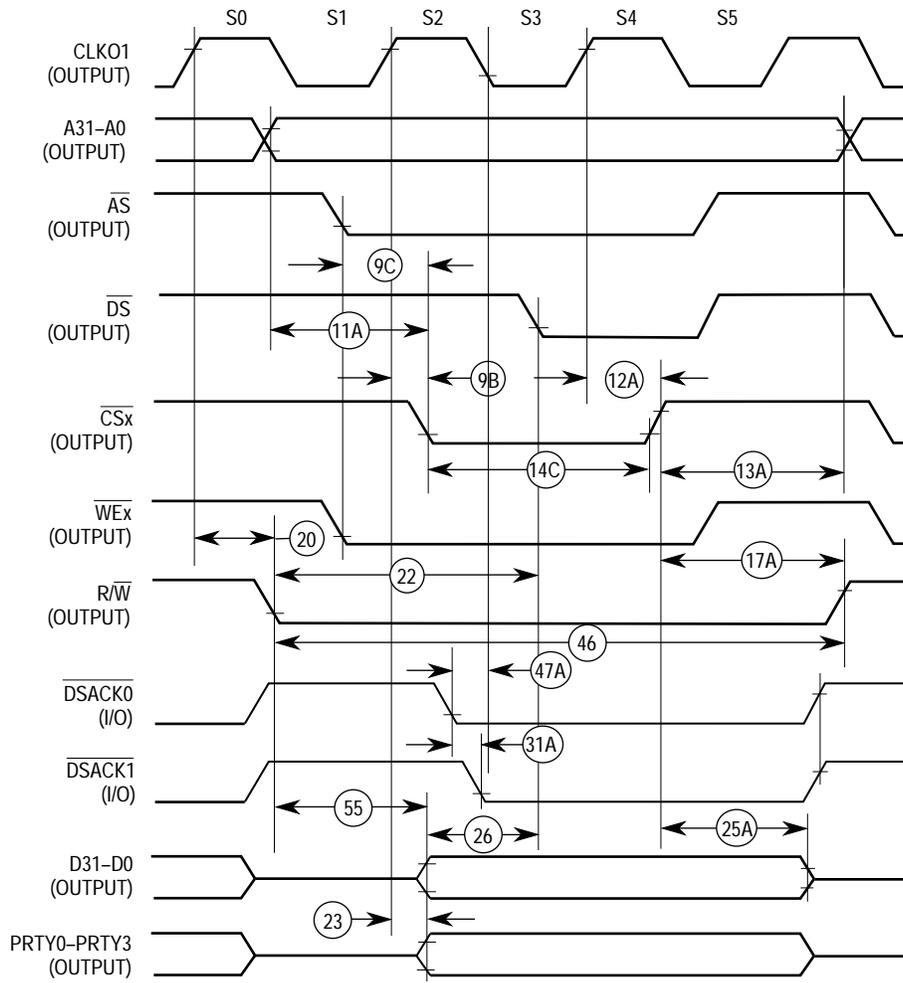 S0 S1 S2 S3 S4 S5
CLKO1
(OUTPUT)
A31–A0
(OUTPUT)
AS
(OUTPUT)
9C
DS
(OUTPUT)
11A
9B 12A
CSx
(OUTPUT)
14C 13A
WEx
(OUTPUT)
20
17A
22
R/W
(OUTPUT)
46
47A
DSACK0
(I/O)
31A
DSACK1
(I/O)
55
26 25A
D31–D0
(OUTPUT)
23
PRTY0–PRTY3
(OUTPUT)